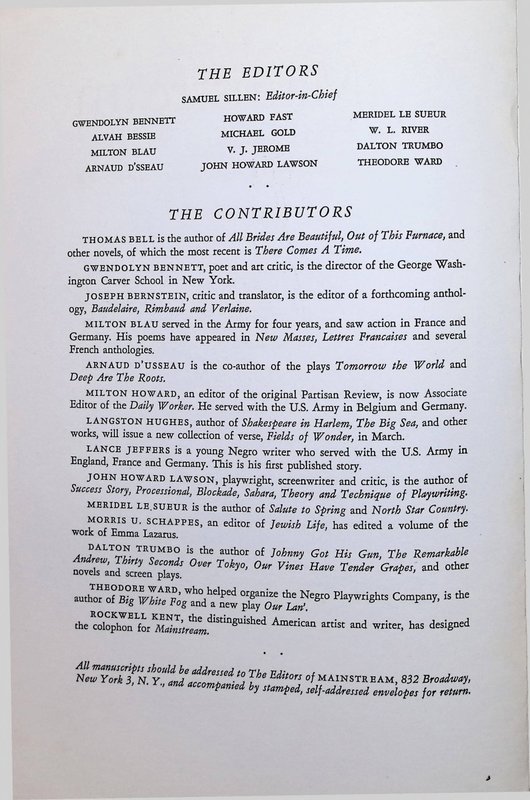 THE EDITORS
SAMUEL SILLEN: Editor-in-Chief
GWENDOLYN BENNETT
ALVAH BESSIE
MILTON BLAU
ARNAUD D'SSEAU
HOWARD FAST
MICHAEL GOLD
V. J. JEROME
JOHN HOWARD LAWSON
MERIDEL LE SUEUR
W. L. RIVER
DALTON TRUMBO
THEODORE WARD
THE CONTRIBUTORS
THOMAS BELL is the author of All Brides Are Beautiful, Out of This Furnace, and
other novels, of which the most recent is There Comes A Time.
GWENDOLYN BENNETT, poet and art critic, is the director of the George Wash-
ington Carver School in New York.
JOSEPH BERNSTEIN, critic and translator, is the editor of a forthcoming anthol-
ogy, Baudelaire, Rimbaud and Verlaine.
MILTON BLAU served in the Army for four years, and saw action in France and
Germany. His poems have appeared in New Masses, Lettres Francaises and several
French anthologies.
ARNAUD D'USSEAU is the co-author of the plays Tomorrow the World and
Deep Are The Roots.
MILTON HOWARD, an editor of the original Partisan Review, is now Associate
Editor of the Daily Worker. He served with the U.S. Army in Belgium and Germany.
LANGSTON HUGHES, author of Shakespeare in Harlem, The Big Sea, and other
works, will issue a new collection of verse, Fields of Wonder, in March.
LANCE JEFFERS is a young Negro writer who served with the U.S. Army in
England, France and Germany. This is his first published story.
JOHN HOWARD LAWSON, playwright, screenwriter and critic, is the author of
Success Story, Processional, Blockade, Sahara, Theory and Technique of Playwriting.
MERIDEL LE SUEUR is the author of Salute to Spring and North Star Country.
MORRIS U. SCHAPPES, an editor of Jewish Life, has edited a volume of the
work of Emma Lazarus.
DALTON TRUMBO is the author of Johnny Got His Gun, The Remarkable
Andrew, Thirty Seconds Over Tokyo, Our Vines Have Tender Grapes, and other
novels and screen plays.
THEODORE WARD, who helped organize the Negro Playwrights Company, is the
author of Big White Fog and a new play Our Lan'.
ROCKWELL KENT, the distinguished American artist and writer, has designed
the colophon for Mainstream.
All manuscripts should be addressed to The Editors of MAINSTREAM, 832 Broadway,
New York 3, N. Y., and accompanied by stamped, self-addressed envelopes for return.